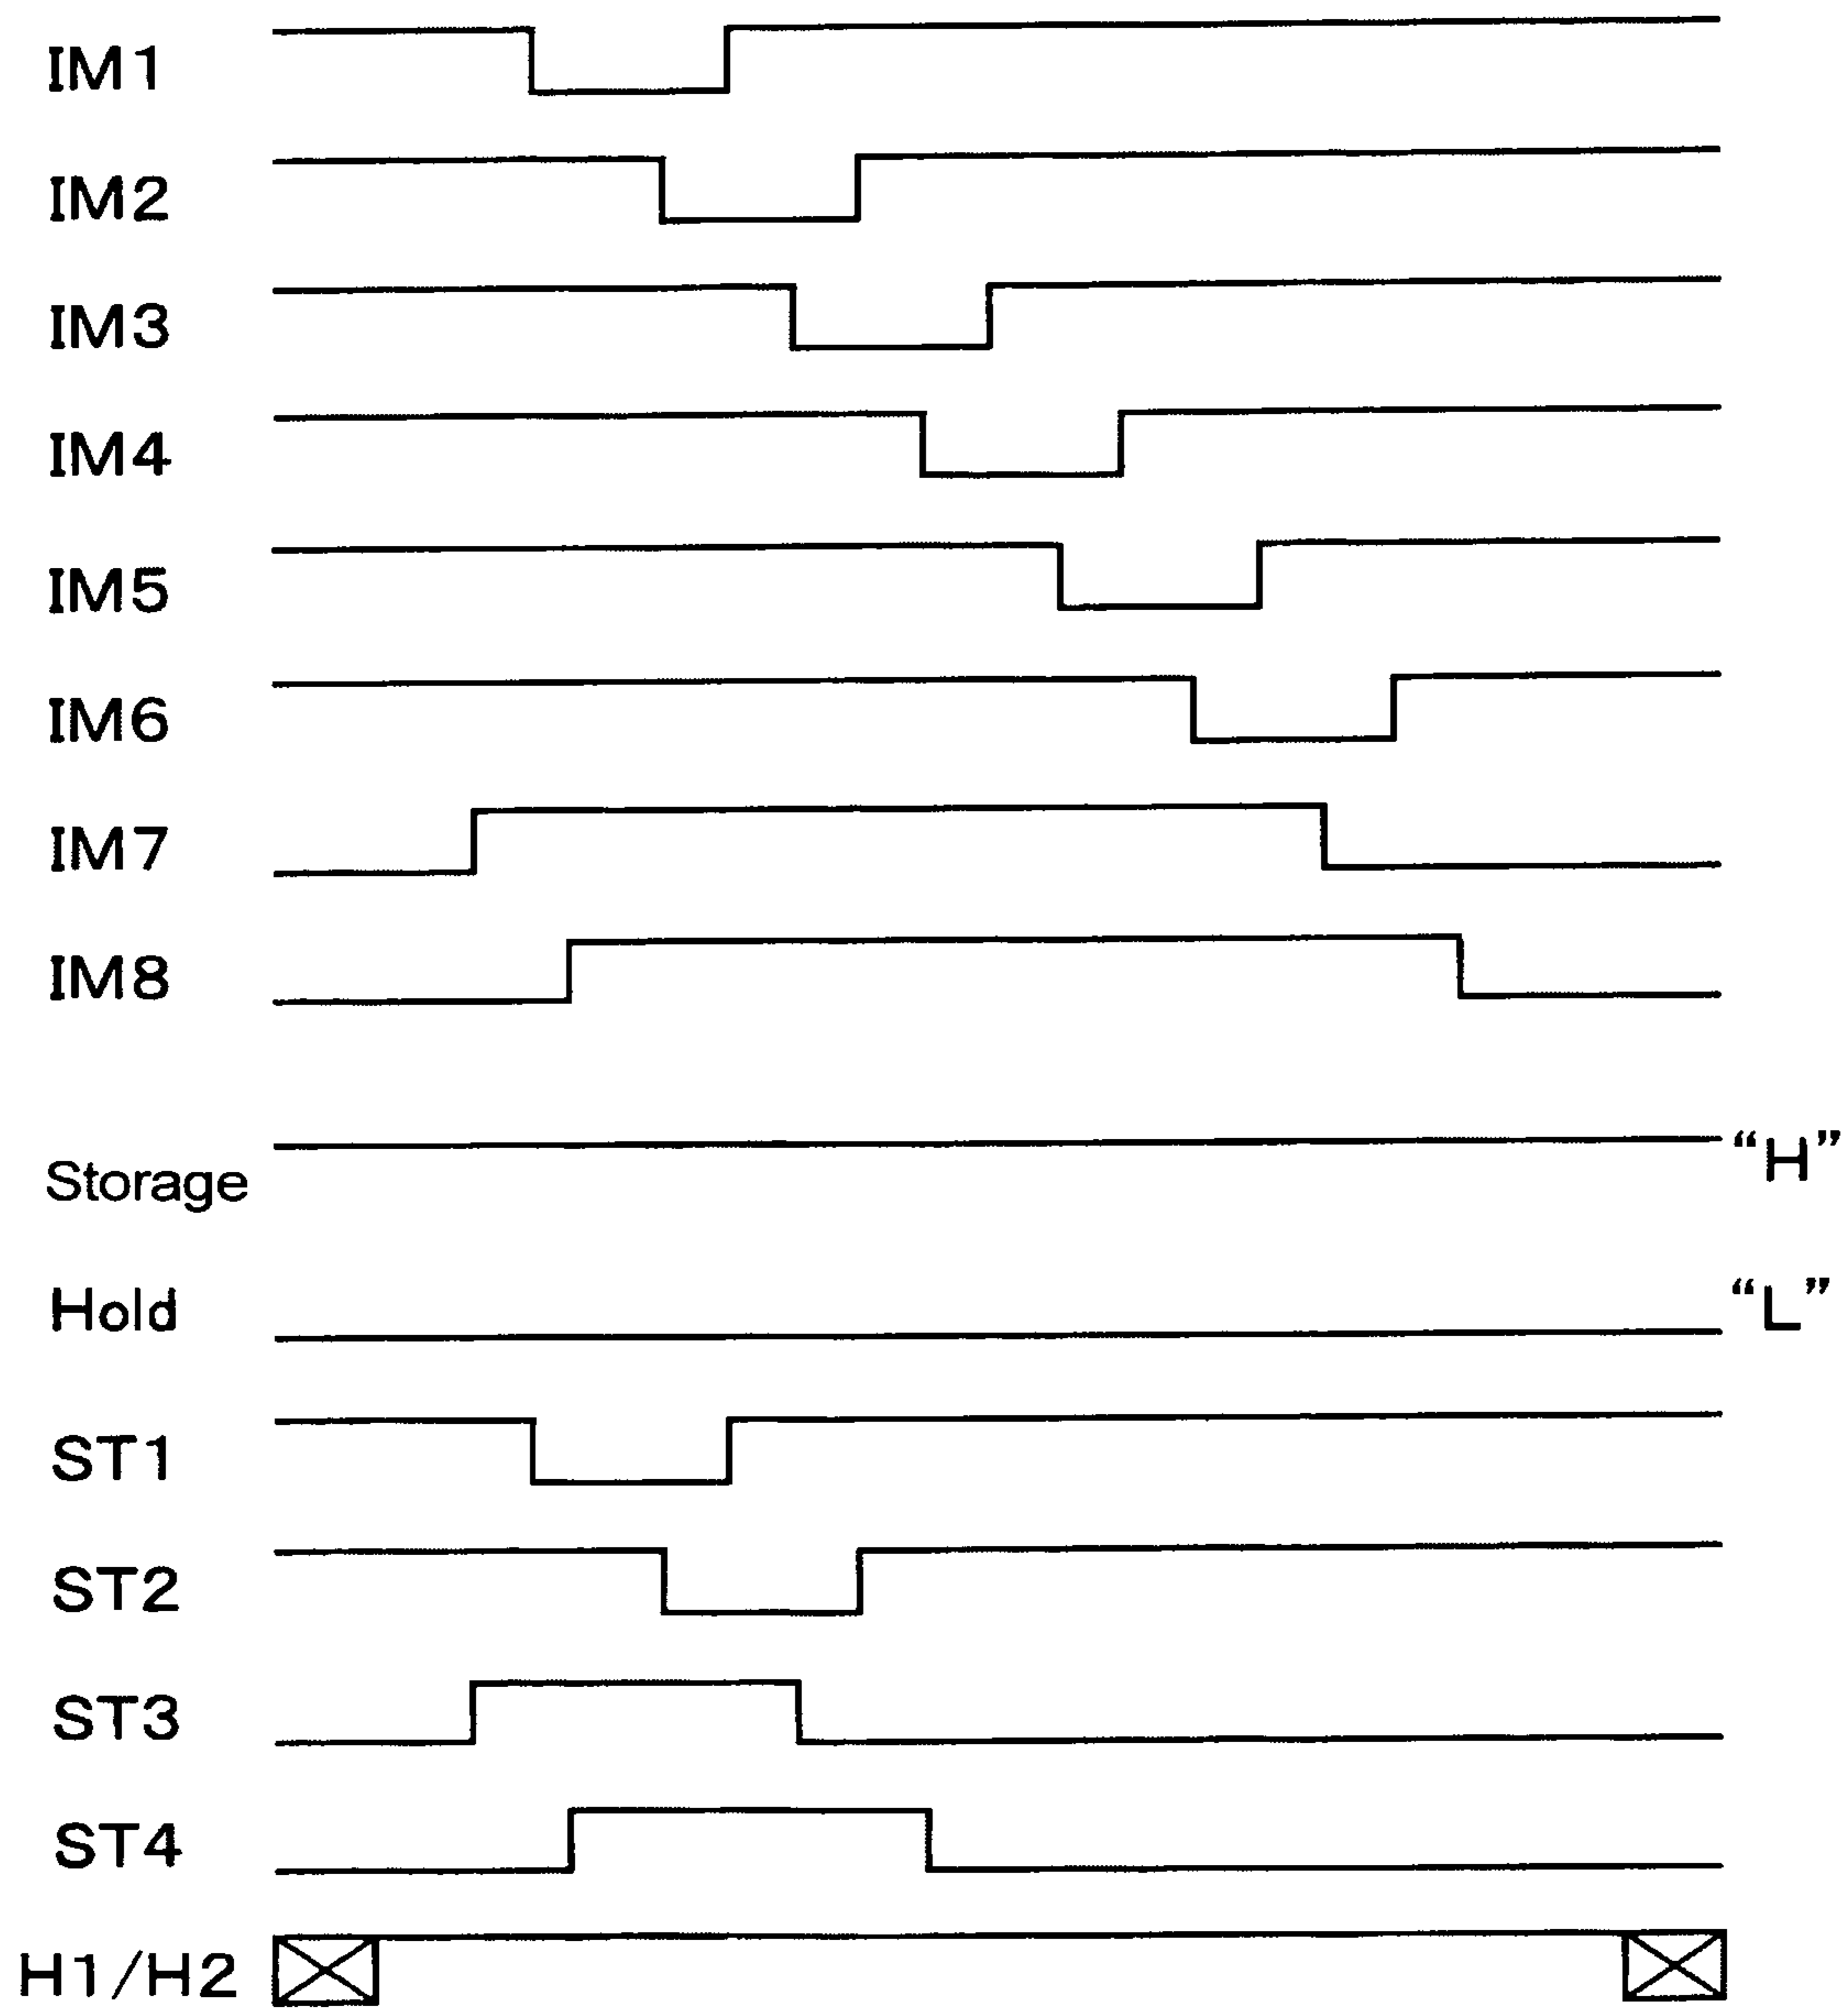 IM1
IM2
IM3
IM4
IM5
IM6
IM7
IM8
Storage “H”
Hold “L”
ST1
ST2
ST3
ST4
H1/H2